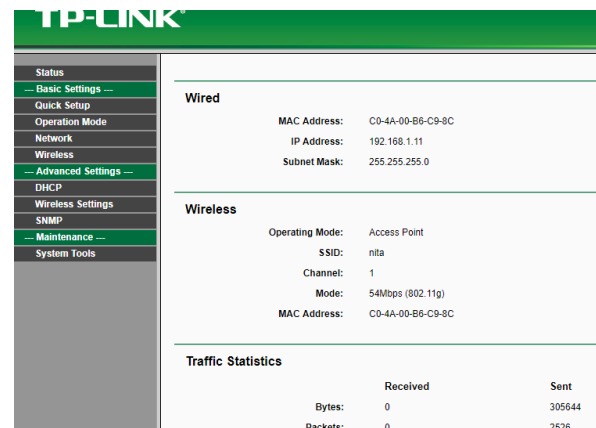 TP-LINK
Status
--- Basic Settings ---
Quick Setup
Operation Mode
Network
Wireless
--- Advanced Settings ---
DHCP
Wireless Settings
SNMP
--- Maintenance ---
System Tools
Wired
MAC Address: C0-4A-00-B6-C9-8C
IP Address: 192.168.1.11
Subnet Mask: 255.255.255.0
Wireless
Operating Mode: Access Point
SSID: nita
Channel: 1
Mode: 54Mbps (802.11g)
MAC Address: C0-4A-00-B6-C9-8C
Traffic Statistics
Received Sent
Bytes: 0 305644
Packets: 0 2526